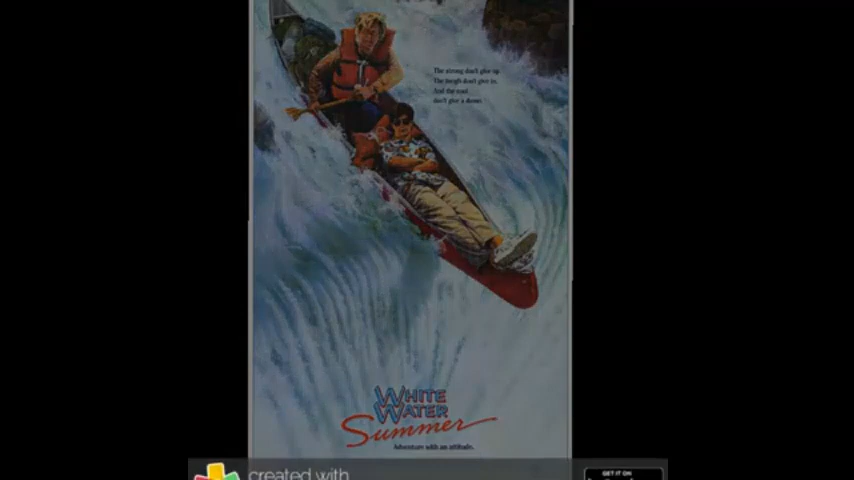 The strong don't give up.
The tough don't give in.
And the cool
don't give a damn.
WHITE
WATER
Summer
Adventure with an attitude.
created with
GET IT ON